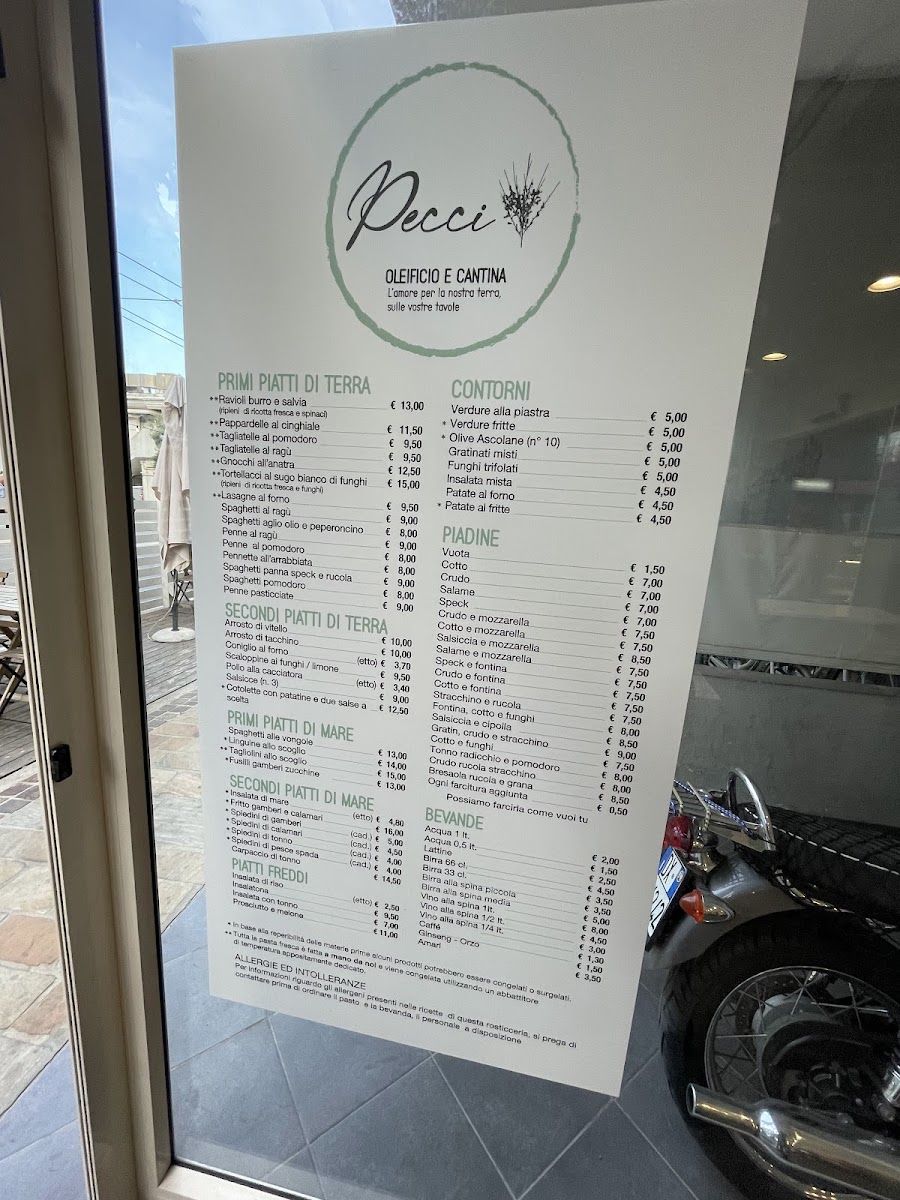 Pecci
OLEIFICIO E CANTINA
L'amore per la nostra terra,
sulle vostre tavole
PRIMI PIATTI DI TERRA
**Ravioli burro e salvia € 13,00
(ripieni di ricotta fresca e spinaci)
**Pappardelle al cinghiale € 11,50
**Tagliatelle al pomodoro € 9,50
**Tagliatelle al ragù € 9,50
**Gnocchi all'anatra € 12,50
**Tortellacci al sugo bianco di funghi € 15,00
(ripieni di ricotta fresca e funghi)
**Lasagne al forno € 9,50
Spaghetti al ragù € 9,00
Spaghetti aglio olio e peperoncino € 8,00
Penne al ragù € 9,00
Penne al pomodoro € 8,00
Pennette all'arrabbiata € 8,00
Spaghetti panna speck e rucola € 9,00
Spaghetti pomodoro € 8,00
Penne pasticciate € 9,00
SECONDI PIATTI DI TERRA
Arrosto di vitello € 10,00
Arrosto di tacchino € 10,00
Coniglio al forno (etto) € 3,70
Scaloppine ai funghi / limone € 9,50
Pollo alla cacciatora (etto) € 3,40
Salsicce (n. 3) € 9,00
* Cotolette con patatine e due salse a € 12,50
scelta
PRIMI PIATTI DI MARE
Spaghetti alle vongole € 13,00
* Linguine allo scoglio € 14,00
** Tagliolini allo scoglio € 15,00
*Fusilli gamberi zucchine € 13,00
SECONDI PIATTI DI MARE
* Insalata di mare (etto) € 4,80
* Fritto gamberi e calamari € 16,00
* Spiedini di gamberi (cad.) € 5,00
* Spiedini di calamari (cad.) € 4,50
* Spiedini di tonno (cad.) € 4,00
* Spiedini di pesce spada (cad.) € 4,00
Carpaccio di tonno € 14,50
PIATTI FREDDI
Insalata di riso (etto) € 2,50
Insalatona € 9,50
Insalata con tonno € 7,00
Prosciutto e melone € 11,00
CONTORNI
Verdure alla piastra € 5,00
* Verdure fritte € 5,00
* Olive Ascolane (n° 10) € 5,00
Gratinati misti € 5,00
Funghi trifolati € 5,00
Insalata mista € 4,50
Patate al forno € 4,50
* Patate al fritte € 4,50
PIADINE
Vuota € 1,50
Cotto € 7,00
Crudo € 7,00
Salame € 7,00
Speck € 7,00
Crudo e mozzarella € 7,50
Cotto e mozzarella € 7,50
Salsiccia e mozzarella € 8,50
Salame e mozzarella € 7,50
Speck e fontina € 7,50
Crudo e fontina € 7,50
Cotto e fontina € 7,50
Stracchino e rucola € 7,50
Fontina, cotto e funghi € 8,00
Salsiccia e cipolla € 8,50
Gratin, crudo e stracchino € 9,00
Cotto e funghi € 7,50
Tonno radicchio e pomodoro € 8,00
Crudo rucola stracchino € 8,00
Bresaola rucola e grana € 8,50
Ogni farcitura aggiunta € 0,50
Possiamo farcirla come vuoi tu
BEVANDE
Acqua 1 lt. € 2,00
Acqua 0,5 lt. € 1,50
Lattine € 2,50
Birra 66 cl. € 4,50
Birra 33 cl. € 3,50
Birra alla spina piccola € 3,50
Birra alla spina media € 5,00
Vino alla spina 1lt. € 8,00
Vino alla spina 1/2 lt. € 4,50
Vino alla spina 1/4 lt. € 3,00
Caffè € 1,30
Ginseng - Orzo € 1,50
Amari € 3,50
* In base alla reperibilità delle materie prime alcuni prodotti potrebbero essere congelati o surgelati.
** Tutta la pasta fresca è fatta a mano da noi e viene congelata utilizzando un abbattitore
di temperatura appositamente dedicato.
ALLERGIE ED INTOLLERANZE
Per informazioni riguardo gli allergeni presenti nelle ricette di questa rosticceria, si prega di
contattare prima di ordinare il pasto e la bevanda, il personale a disposizione